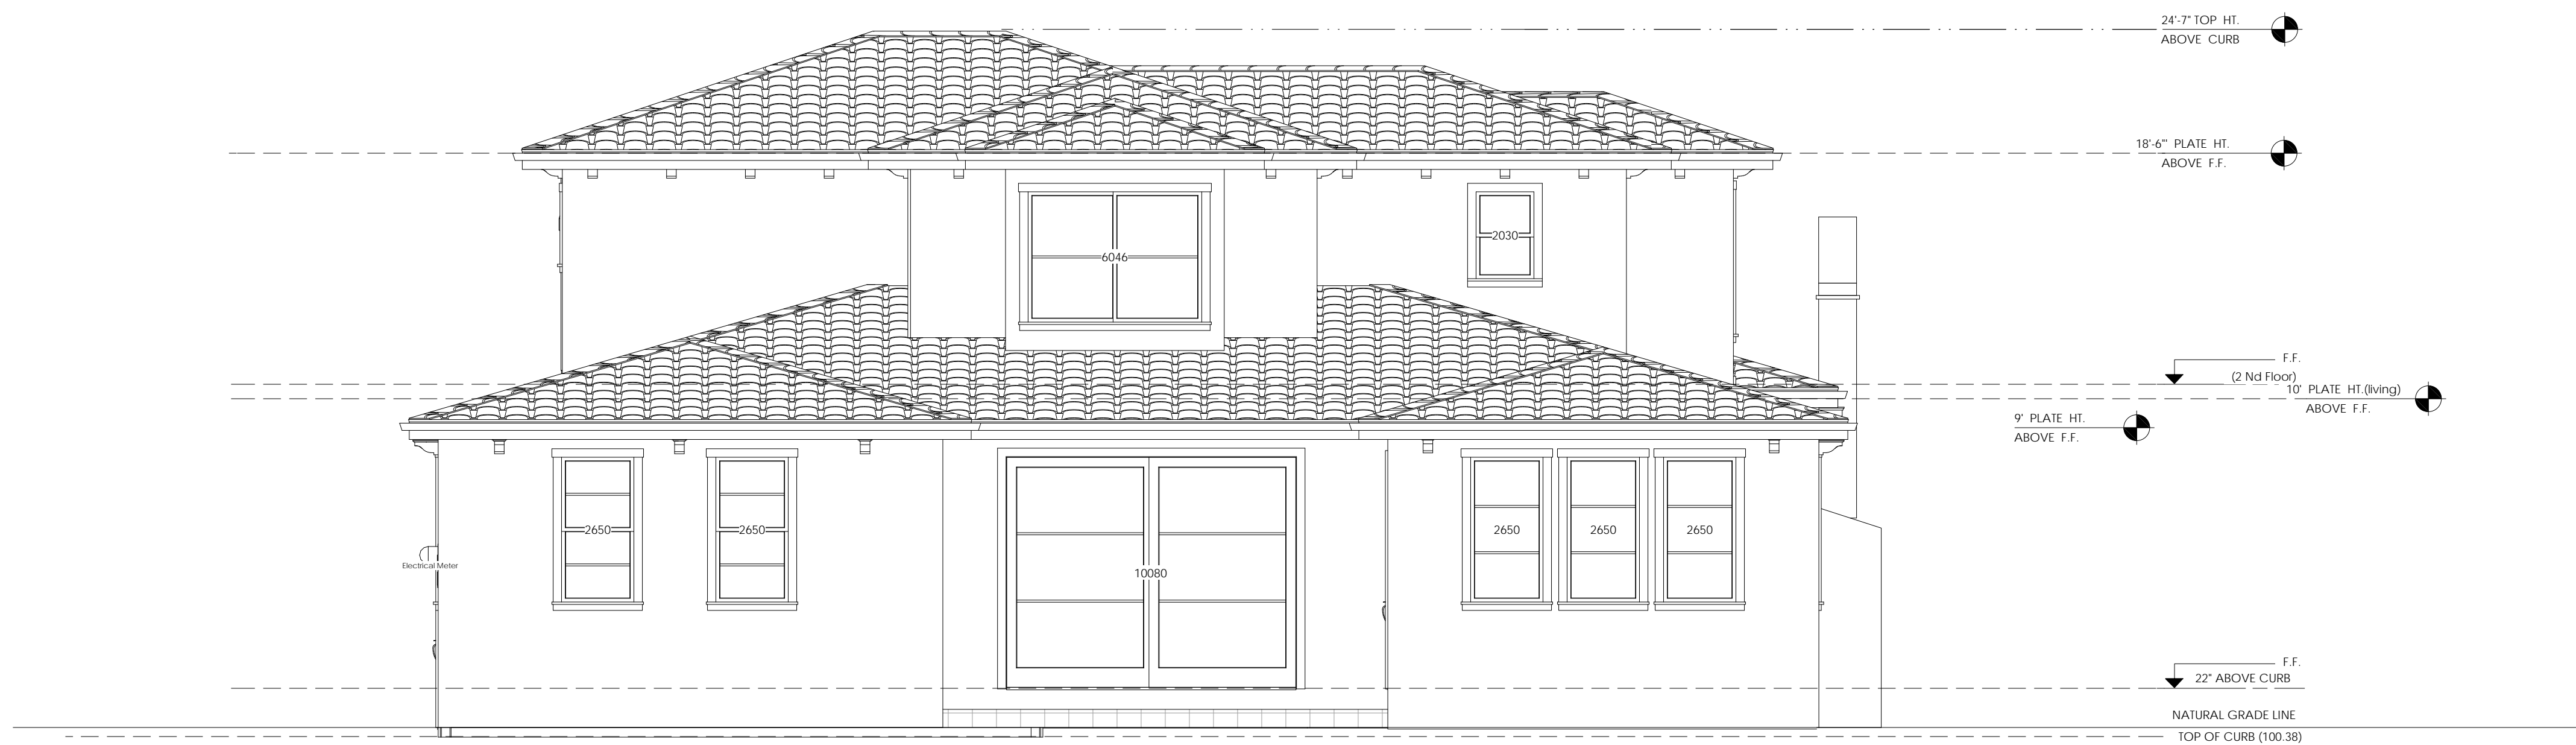 24'-7" TOP HT.
ABOVE CURB
18'-6"' PLATE HT.
ABOVE F.F.
2030
6046
F.F.
(2 Nd Floor)
10' PLATE HT.(living)
ABOVE F.F.
9' PLATE HT.
ABOVE F.F.
2650
2650
2650
2650
2650
Electrical Meter
10080
F.F.
22" ABOVE CURB
NATURAL GRADE LINE
TOP OF CURB (100.38)